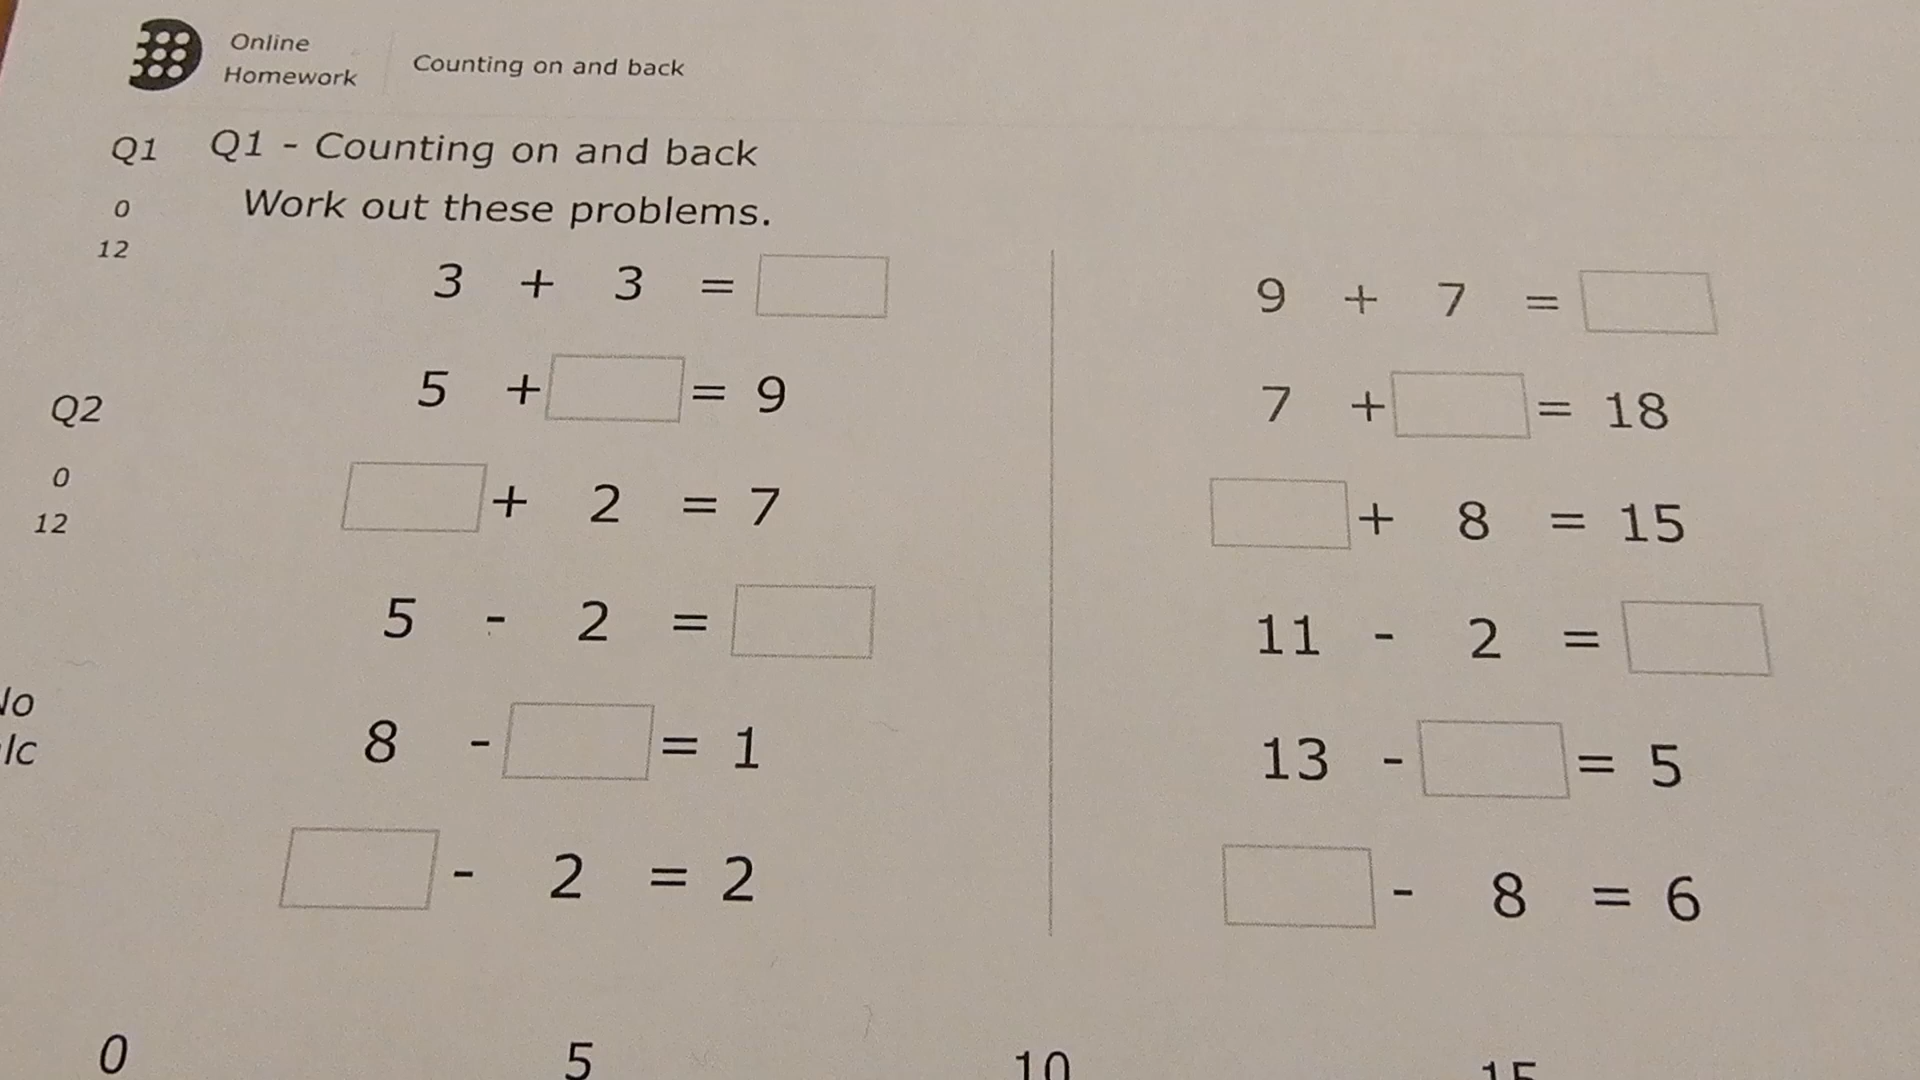 Online
Homework
Counting on and back
Q1 Q1 - Counting on and back
0 Work out these problems.
12
3 + 3 =
5 + = 9
+ 2 = 7
5 - 2 =
8 - = 1
- 2 = 2
9 + 7 =
7 + = 18
+ 8 = 15
11 - 2 =
13 - = 5
- 8 = 6
Q2
0
12
0 5 10 15